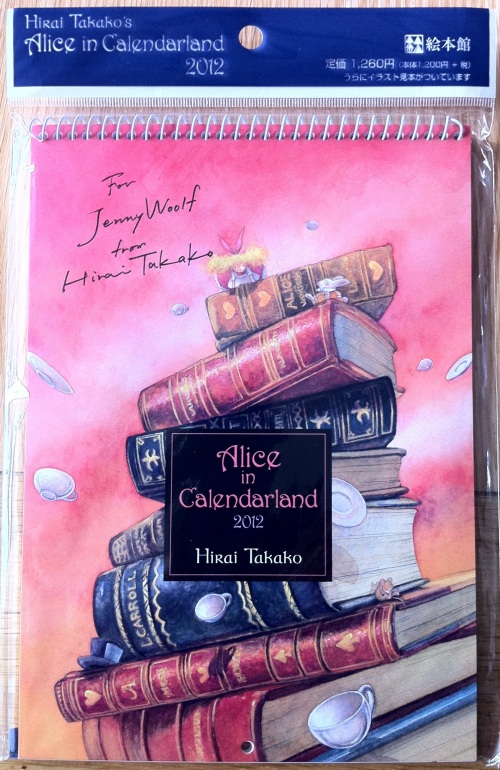 Hirai Takako's
Alice in Calendarland
2012
絵本館
定価 1,260円 (本体1,200円 + 税)
うらにイラスト見本がついています
For
Jenny Woolf
from
Hirai Takako
ALICE
Alice
in
Calendarland
2012
Hirai Takako
L.CARROLL